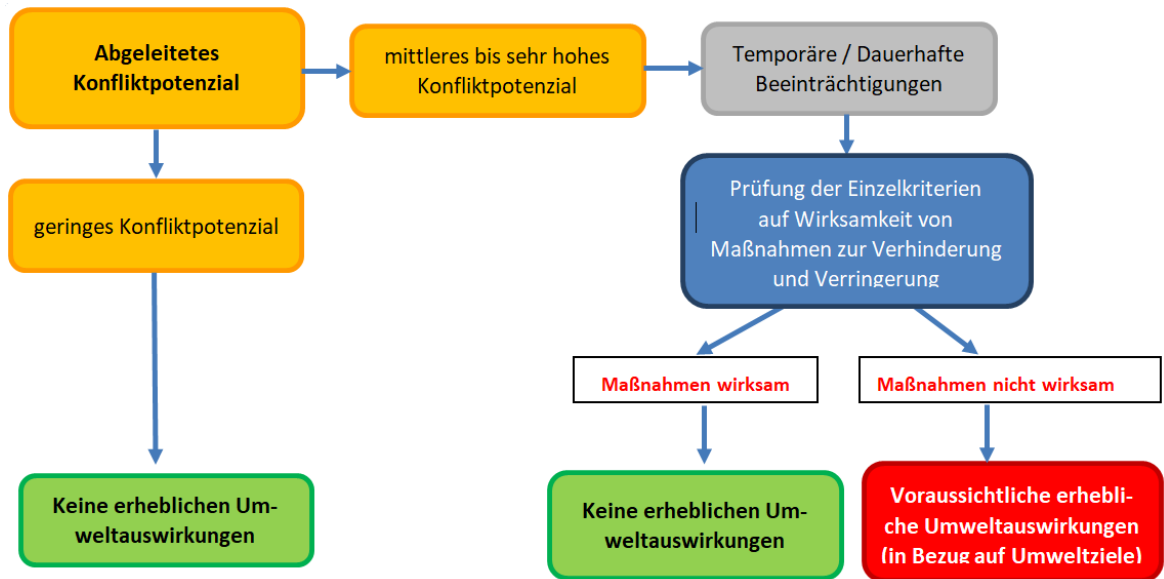 Abgeleitetes
Konfliktpotenzial
mittleres bis sehr hohes
Konfliktpotenzial
Temporäre / Dauerhafte
Beeinträchtigungen
geringes Konfliktpotenzial
Prüfung der Einzelkriterien
auf Wirksamkeit von
Maßnahmen zur Verhinderung
und Verringerung
Maßnahmen wirksam
Maßnahmen nicht wirksam
Keine erheblichen Um-
weltauswirkungen
Keine erheblichen Um-
weltauswirkungen
Voraussichtliche erhebli-
che Umweltauswirkungen
(in Bezug auf Umweltziele)